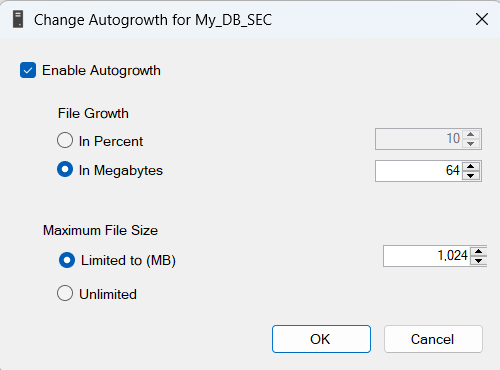 Change Autogrowth for My_DB_SEC
Enable Autogrowth
File Growth
In Percent 10
In Megabytes 64
Maximum File Size
Limited to (MB) 1,024
Unlimited
OK Cancel